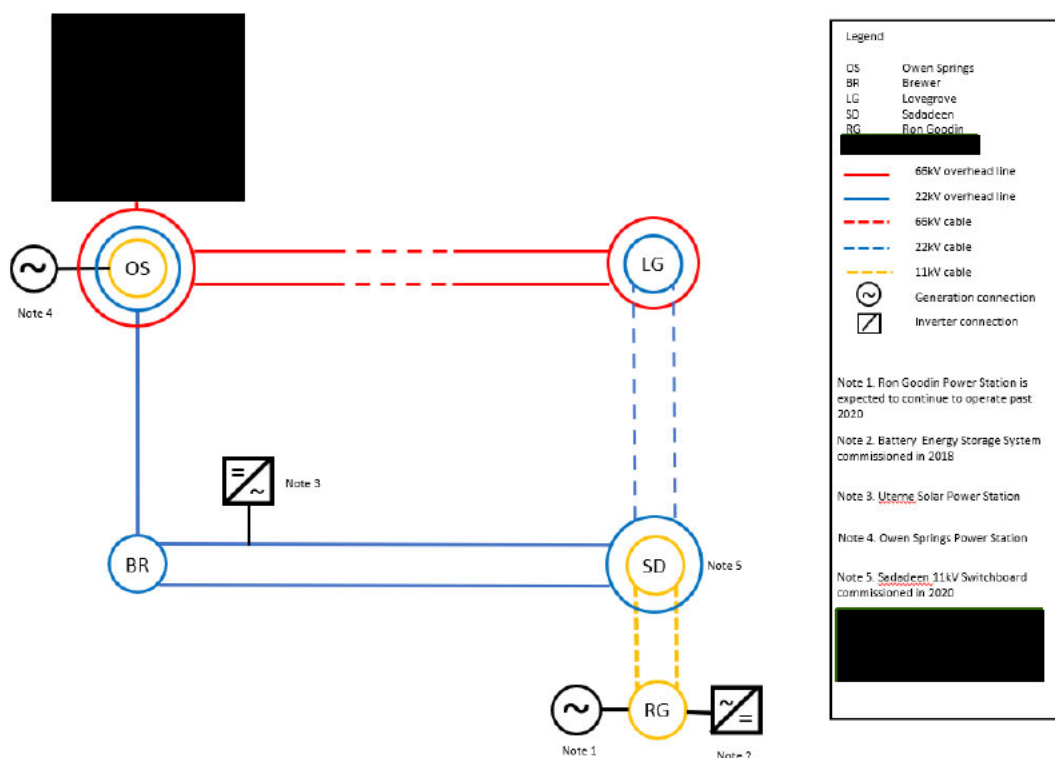 OS
LG
Note 4
Note 3
BR
SD
Note 5
RG
Note 1
Note 2
Legend
OS Owen Springs
BR Brewer
LG Lovegrove
SD Sadadeen
RG Ron Goodin
66kV overhead line
22kV overhead line
66kV cable
22kV cable
11kV cable
Generation connection
Inverter connection
Note 1. Ron Goodin Power Station is
expected to continue to operate past
2020
Note 2. Battery Energy Storage System
commissioned in 2018
Note 3. Uterne Solar Power Station
Note 4. Owen Springs Power Station
Note 5. Sadadeen 11kV Switchboard
commissioned in 2020